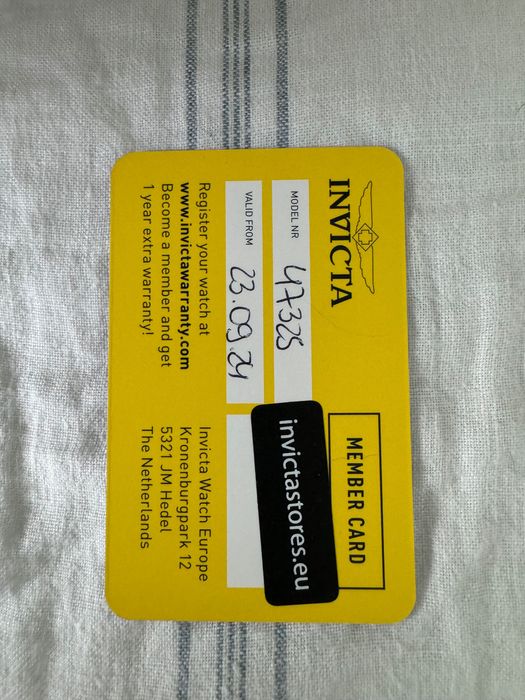 INVICTA
MEMBER CARD
MODEL NR
47325
invictastores.eu
VALID FROM
23.09.24
Register your watch at
www.invictawarranty.com
Become a member and get
1 year extra warranty!
Invicta Watch Europe
Kronenburgpark 12
5321 JM Hedel
The Netherlands